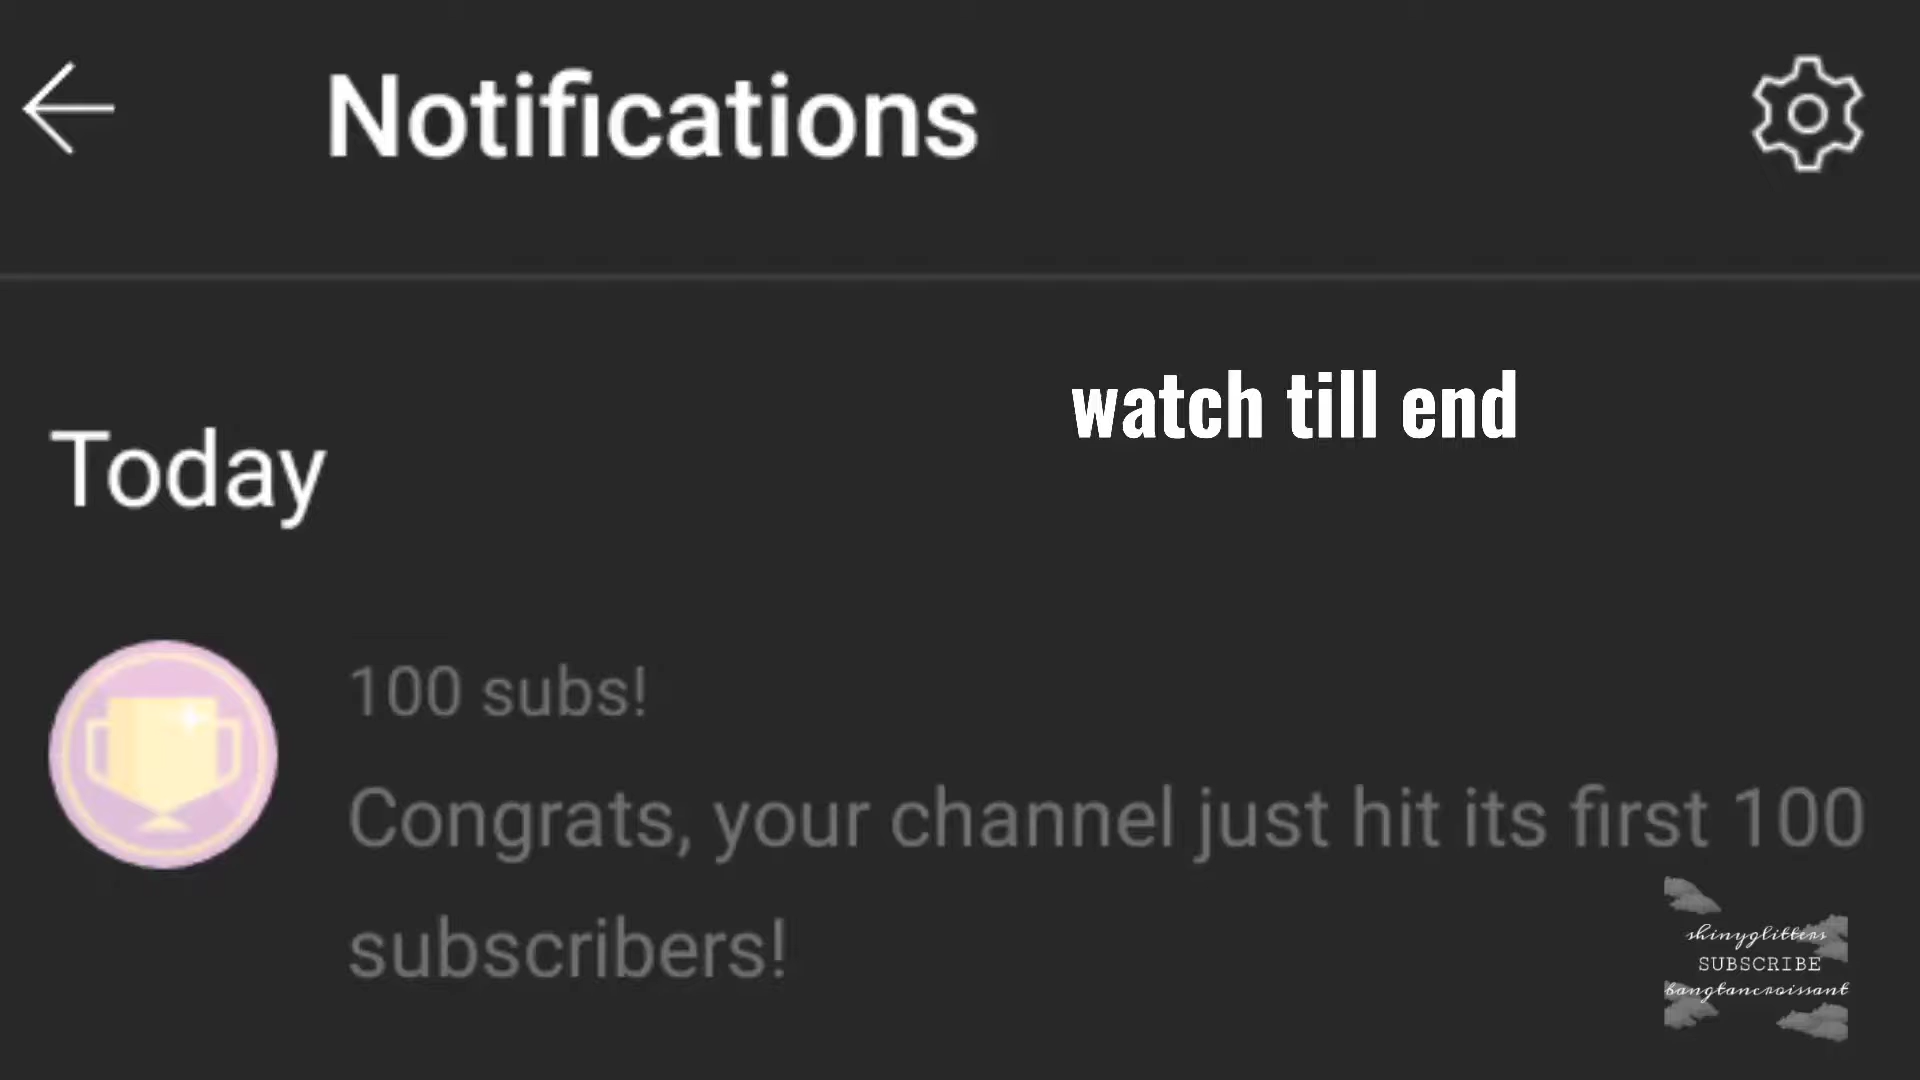 Notifications
watch till end
Today
100 subs!
Congrats, your channel just hit its first 100
subscribers!
shinyglitters
SUBSCRIBE
bangtancroissant